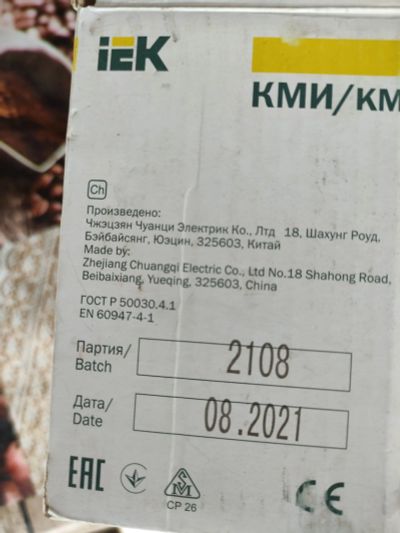 iEK
КМИ/KM
Ch
Произведено:
Чжэцзян Чуанци Электрик Ко., Лтд 18, Шахунг Роуд,
Бэйбайсянг, Юэцин, 325603, Китай
Made by:
Zhejiang Chuangqi Electric Co., Ltd No.18 Shahong Road,
Beibaixiang, Yueqing, 325603, China
ГОСТ Р 50030.4.1
EN 60947-4-1
Партия/
Batch
2108
Дата/
Date
08.2021
EAC
CP 26
CE